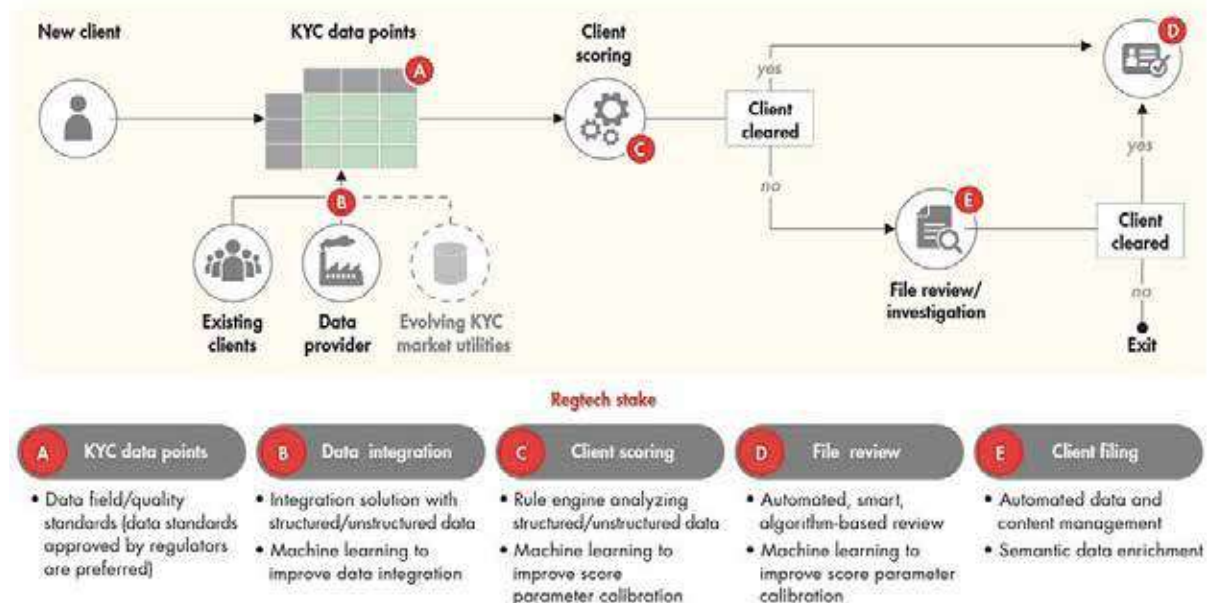 New client
KYC data points
Client
scoring
D
A
yes
Client
cleared
C
yes
no
B
E
Client
cleared
File review/
investigation
no
Existing
clients
Data
provider
Evolving KYC
market utilities
Exit
Regtech stake
A KYC data points
• Data field/quality
standards (data standards
approved by regulators
are preferred)
B Data integration
• Integration solution with
structured/unstructured data
• Machine learning to
improve data integration
C Client scoring
• Rule engine analyzing
structured/unstructured data
• Machine learning to
improve score
parameter calibration
D File review
• Automated, smart,
algorithm-based review
• Machine learning to
improve score parameter
calibration
E Client filing
• Automated data and
content management
• Semantic data enrichment